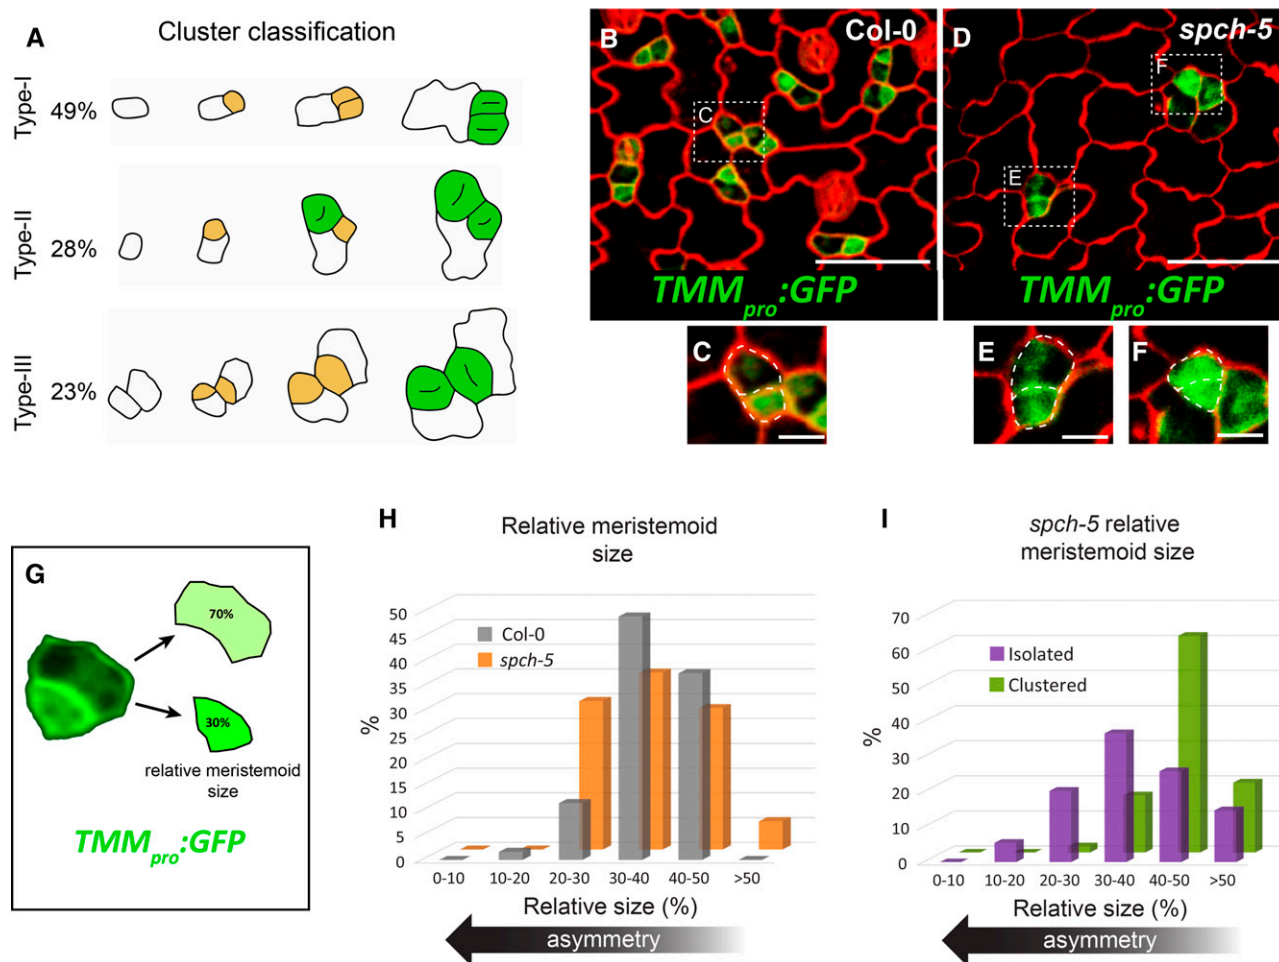 A
Cluster classification
Type-I
49%
Type-II
28%
Type-III
23%
B
Col-0
C
TMMpro:GFP
D
spch-5
F
E
TMMpro:GFP
C
E
F
G
70%
30%
relative meristemoid
size
TMMpro:GFP
H
Relative meristemoid
size
Col-0
spch-5
%
50
45
40
35
30
25
20
15
10
5
0
0-10 10-20 20-30 30-40 40-50 >50
Relative size (%)
asymmetry
I
spch-5 relative
meristemoid size
Isolated
Clustered
%
70
60
50
40
30
20
10
0
0-10 10-20 20-30 30-40 40-50 >50
Relative size (%)
asymmetry